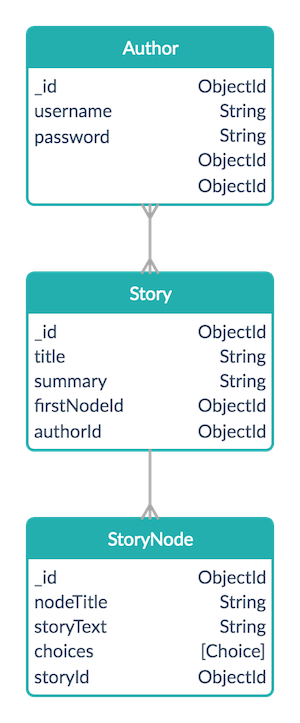 Author
_id ObjectId
username String
password String
ObjectId
ObjectId
Story
_id ObjectId
title String
summary String
firstNodeId ObjectId
authorId ObjectId
StoryNode
_id ObjectId
nodeTitle String
storyText String
choices [Choice]
storyId ObjectId